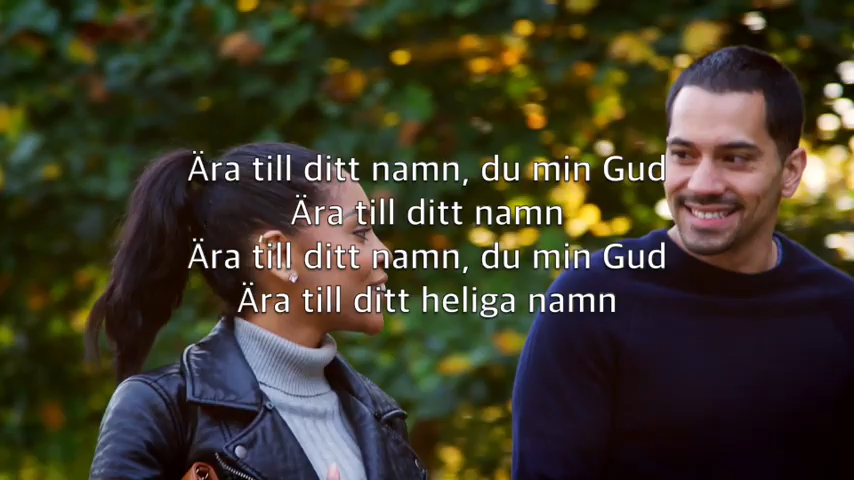 Ära till ditt namn, du min Gud
Ära till ditt namn
Ära till ditt namn, du min Gud
Ära till ditt heliga namn